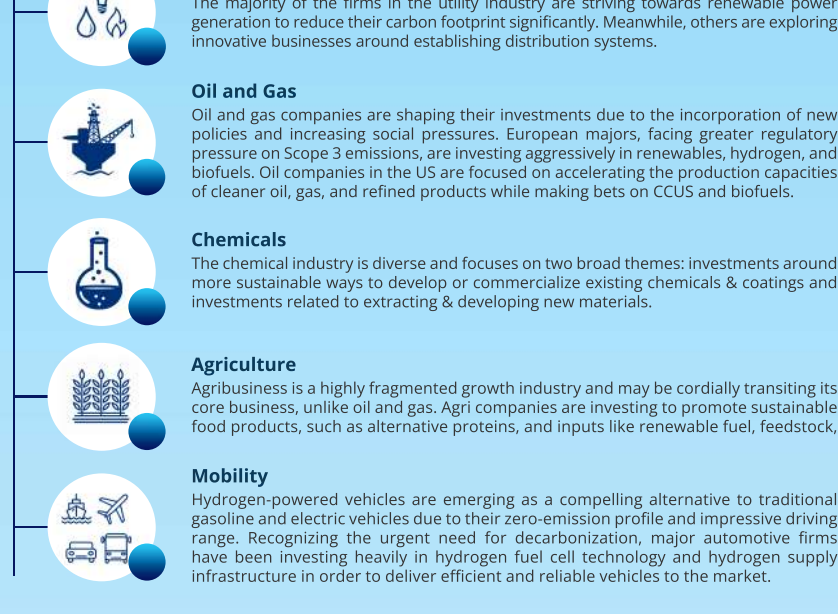 The majority of the firms in the utility industry are striving towards renewable power
generation to reduce their carbon footprint significantly. Meanwhile, others are exploring
innovative businesses around establishing distribution systems.
Oil and Gas
Oil and gas companies are shaping their investments due to the incorporation of new
policies and increasing social pressures. European majors, facing greater regulatory
pressure on Scope 3 emissions, are investing aggressively in renewables, hydrogen, and
biofuels. Oil companies in the US are focused on accelerating the production capacities
of cleaner oil, gas, and refined products while making bets on CCUS and biofuels.
Chemicals
The chemical industry is diverse and focuses on two broad themes: investments around
more sustainable ways to develop or commercialize existing chemicals & coatings and
investments related to extracting & developing new materials.
Agriculture
Agribusiness is a highly fragmented growth industry and may be cordially transiting its
core business, unlike oil and gas. Agri companies are investing to promote sustainable
food products, such as alternative proteins, and inputs like renewable fuel, feedstock,
Mobility
Hydrogen-powered vehicles are emerging as a compelling alternative to traditional
gasoline and electric vehicles due to their zero-emission profile and impressive driving
range. Recognizing the urgent need for decarbonization, major automotive firms
have been investing heavily in hydrogen fuel cell technology and hydrogen supply
infrastructure in order to deliver efficient and reliable vehicles to the market.